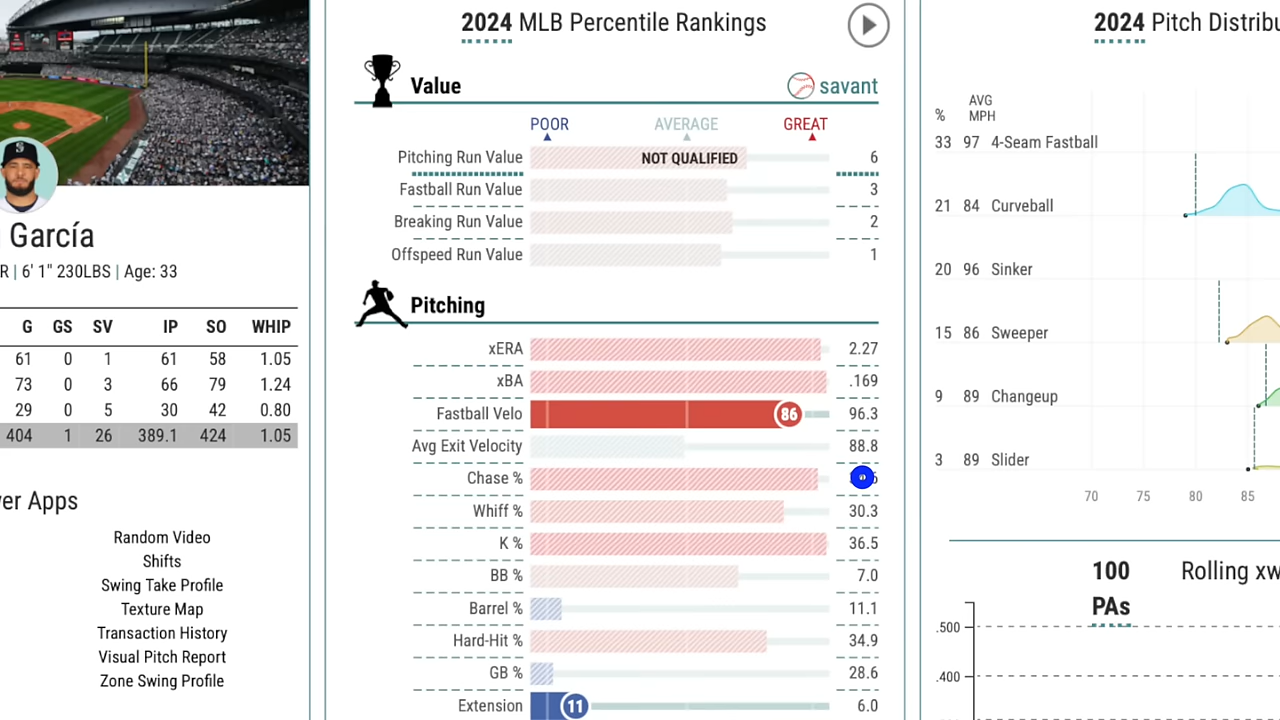 García
R | 6' 1" 230LBS | Age: 33
G GS SV IP SO WHIP
61 0 1 61 58 1.05
73 0 3 66 79 1.24
29 0 5 30 42 0.80
404 1 26 389.1 424 1.05
er Apps
Random Video
Shifts
Swing Take Profile
Texture Map
Transaction History
Visual Pitch Report
Zone Swing Profile
2024 MLB Percentile Rankings
Value
savant
POOR AVERAGE GREAT
Pitching Run Value NOT QUALIFIED 6
Fastball Run Value 3
Breaking Run Value 2
Offspeed Run Value 1
Pitching
xERA 2.27
xBA .169
Fastball Velo 86 96.3
Avg Exit Velocity 88.8
Chase %
Whiff % 30.3
K % 36.5
BB % 7.0
Barrel % 11.1
Hard-Hit % 34.9
GB % 28.6
Extension 11 6.0
2024 Pitch Distribu
% AVG
MPH
33 97 4-Seam Fastball
21 84 Curveball
20 96 Sinker
15 86 Sweeper
9 89 Changeup
3 89 Slider
70 75 80 85
100 Rolling xw
PAs
.500
.400